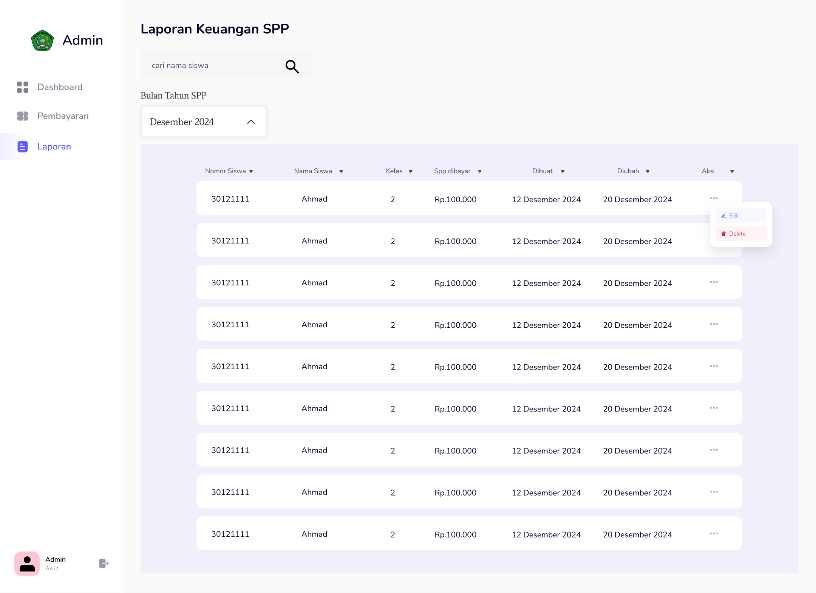 Admin
Dashboard
Pembayaran
Laporan
Admin
Akun
Laporan Keuangan SPP
cari nama siswa
Bulan Tahun SPP
Desember 2024
Nomor Siswa Nama Siswa Kelas Spp dibayar Dibuat Diubah Aksi
30121111 Ahmad 2 Rp.100.000 12 Desember 2024 20 Desember 2024 ...
Edit
Delete
30121111 Ahmad 2 Rp.100.000 12 Desember 2024 20 Desember 2024
30121111 Ahmad 2 Rp.100.000 12 Desember 2024 20 Desember 2024 ...
30121111 Ahmad 2 Rp.100.000 12 Desember 2024 20 Desember 2024 ...
30121111 Ahmad 2 Rp.100.000 12 Desember 2024 20 Desember 2024 ...
30121111 Ahmad 2 Rp.100.000 12 Desember 2024 20 Desember 2024 ...
30121111 Ahmad 2 Rp.100.000 12 Desember 2024 20 Desember 2024 ...
30121111 Ahmad 2 Rp.100.000 12 Desember 2024 20 Desember 2024 ...
30121111 Ahmad 2 Rp.100.000 12 Desember 2024 20 Desember 2024 ...